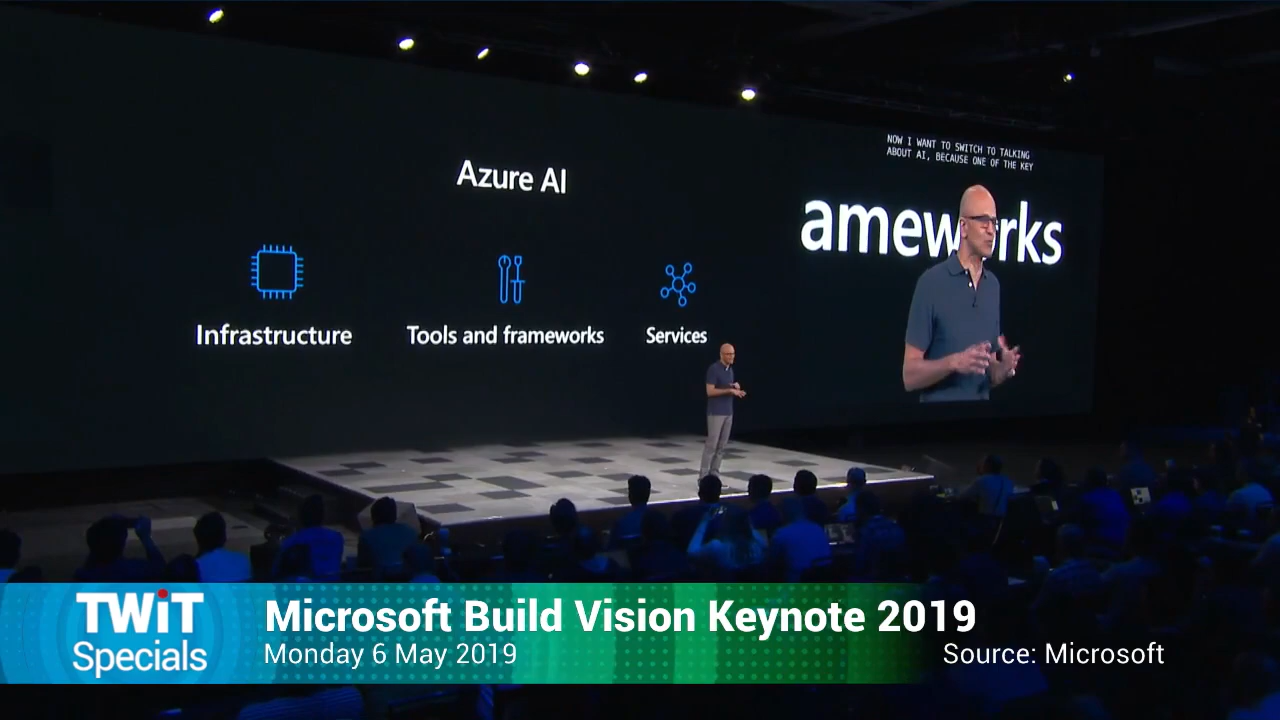 NOW I WANT TO SWITCH TO TALKING
ABOUT AI, BECAUSE ONE OF THE KEY
Azure AI
Infrastructure
Tools and frameworks
Services
TWiT
Specials
Microsoft Build Vision Keynote 2019
Monday 6 May 2019
Source: Microsoft